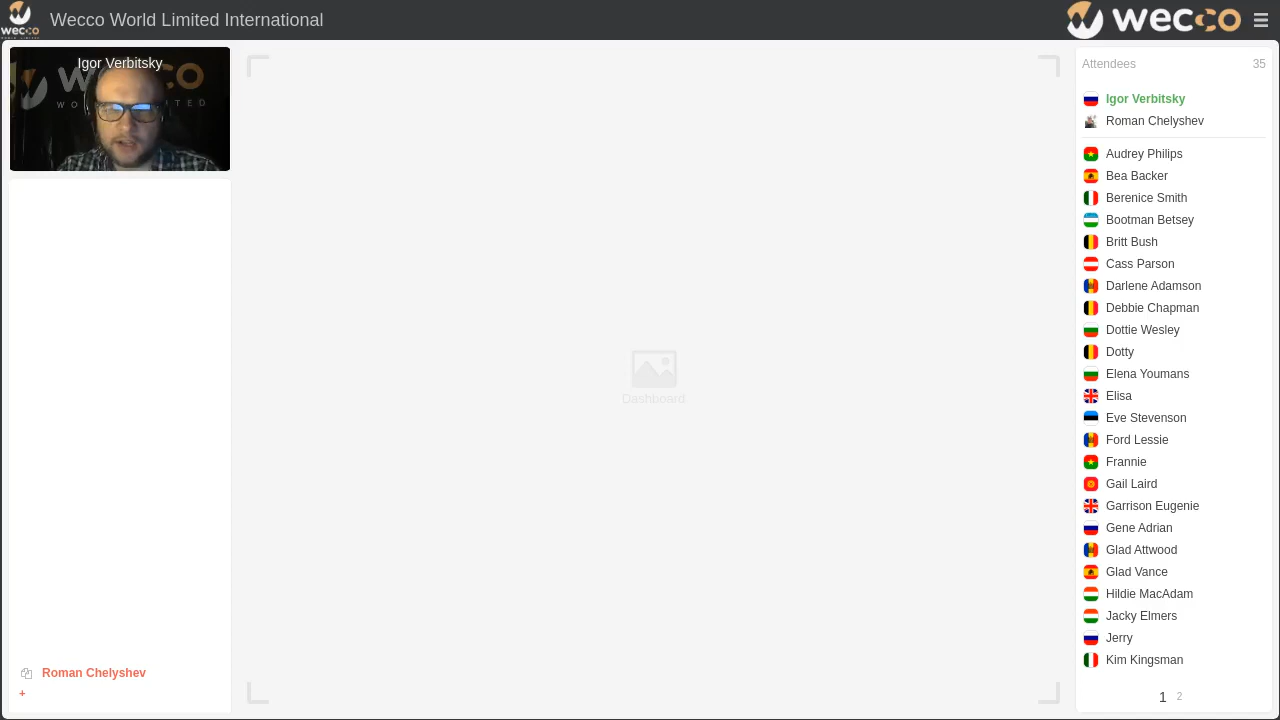 wecco
Wecco World Limited International
wecco
Igor Verbitsky
Attendees 35
Igor Verbitsky
Roman Chelyshev
Audrey Philips
Bea Backer
Berenice Smith
Bootman Betsey
Britt Bush
Cass Parson
Darlene Adamson
Debbie Chapman
Dottie Wesley
Dotty
Elena Youmans
Elisa
Eve Stevenson
Ford Lessie
Frannie
Gail Laird
Garrison Eugenie
Gene Adrian
Glad Attwood
Glad Vance
Hildie MacAdam
Jacky Elmers
Jerry
Kim Kingsman
1 2
Dashboard
Roman Chelyshev
+